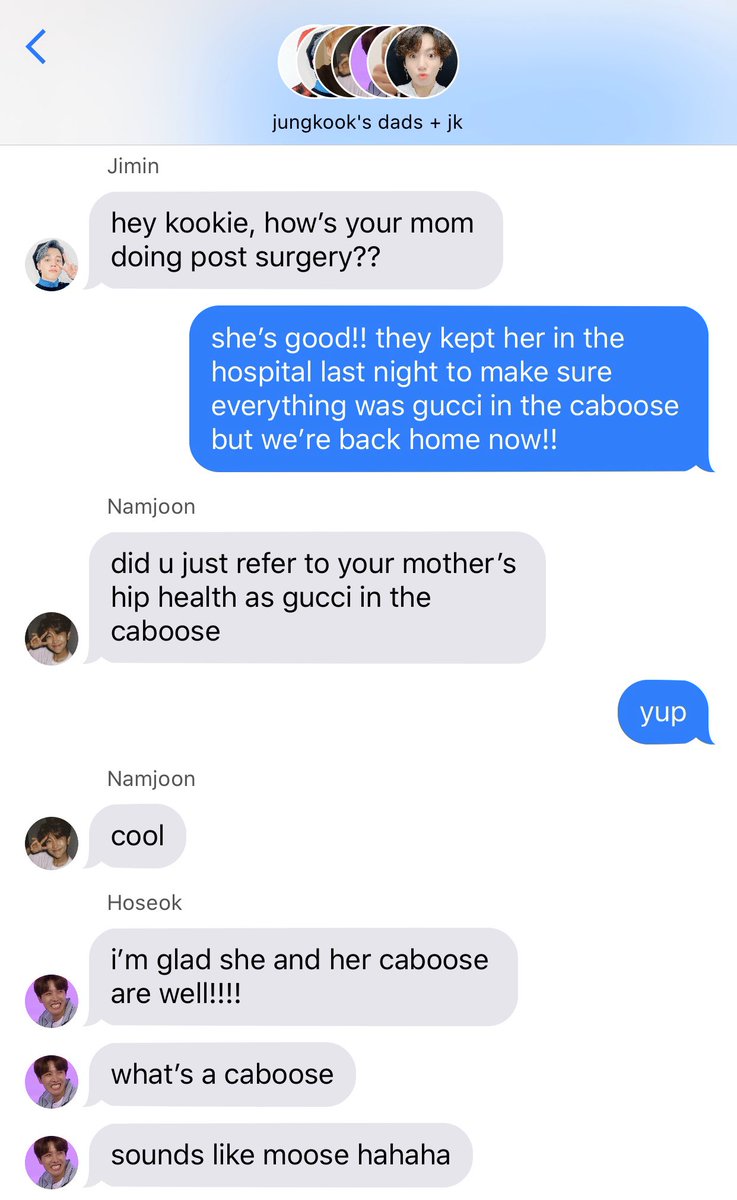 jungkook's dads + jk
Jimin
hey kookie, how’s your mom
doing post surgery??
she’s good!! they kept her in the
hospital last night to make sure
everything was gucci in the caboose
but we’re back home now!!
Namjoon
did u just refer to your mother’s
hip health as gucci in the
caboose
yup
Namjoon
cool
Hoseok
i’m glad she and her caboose
are well!!!!
what’s a caboose
sounds like moose hahaha